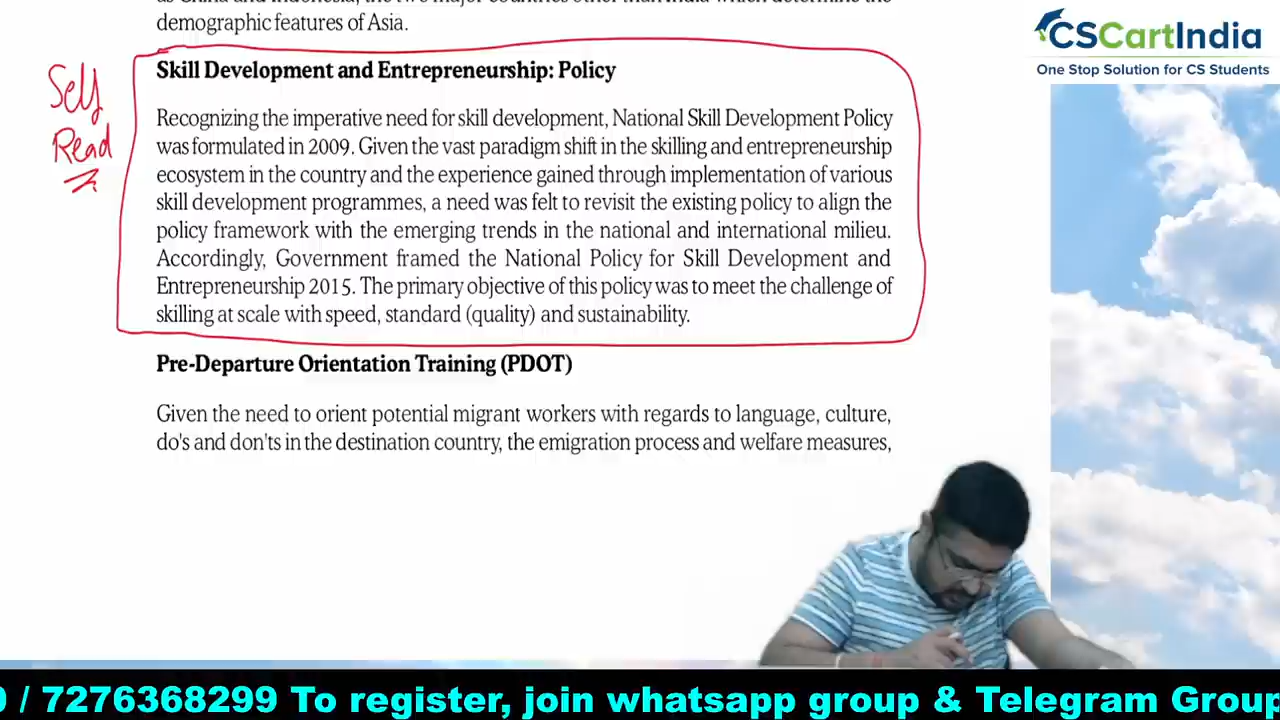 demographic features of Asia.
CSCartIndia
One Stop Solution for CS Students
Self
Read
Skill Development and Entrepreneurship: Policy
Recognizing the imperative need for skill development, National Skill Development Policy
was formulated in 2009. Given the vast paradigm shift in the skilling and entrepreneurship
ecosystem in the country and the experience gained through implementation of various
skill development programmes, a need was felt to revisit the existing policy to align the
policy framework with the emerging trends in the national and international milieu.
Accordingly, Government framed the National Policy for Skill Development and
Entrepreneurship 2015. The primary objective of this policy was to meet the challenge of
skilling at scale with speed, standard (quality) and sustainability.
Pre-Departure Orientation Training (PDOT)
Given the need to orient potential migrant workers with regards to language, culture,
do's and don'ts in the destination country, the emigration process and welfare measures,
/ 7276368299 To register, join whatsapp group & Telegram Group